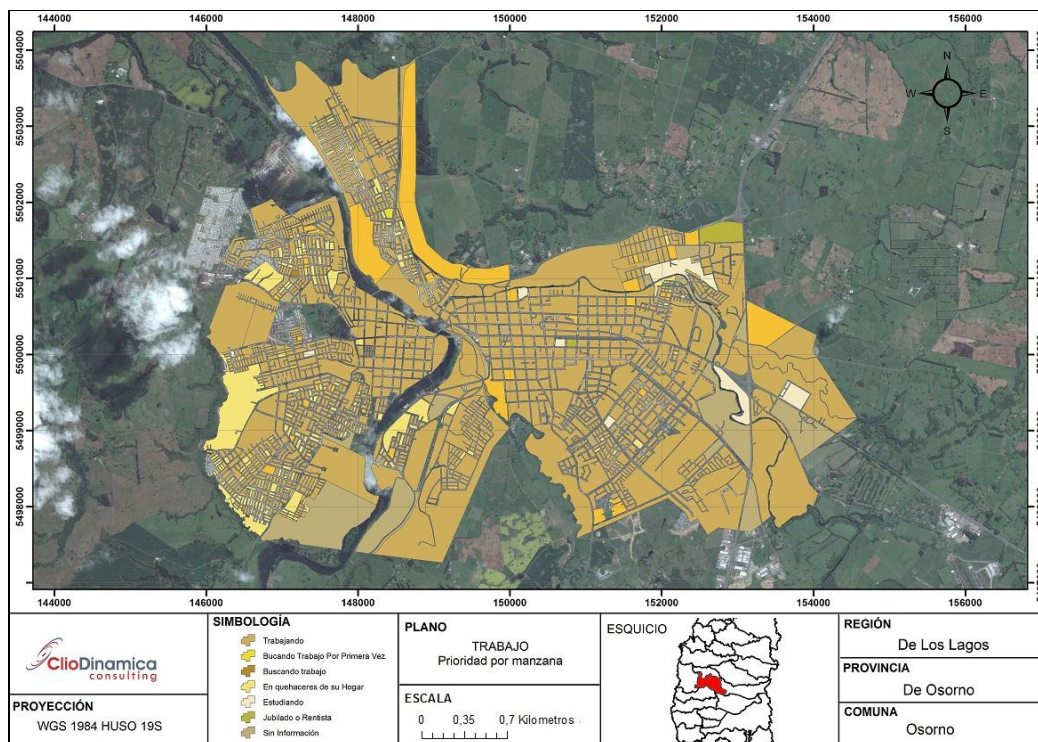 144000 146000 148000 150000 152000 154000 156000
5504000
5503000
5502000
5501000
5500000
5499000
5498000
N
W E
S
144000 146000 148000 150000 152000 154000 156000
ClioDinamica
consulting
PROYECCIÓN
WGS 1984 HUSO 19S
SIMBOLOGÍA
Trabajando
Bucando Trabajo Por Primera Vez
Buscando trabajo
En quehaceres de su Hogar
Estudiando
Jubilado o Rentista
Sin Información
PLANO
TRABAJO
Prioridad por manzana
ESCALA
0 0,35 0,7 Kilometros
ESQUICIO
REGIÓN
De Los Lagos
PROVINCIA
De Osorno
COMUNA
Osorno